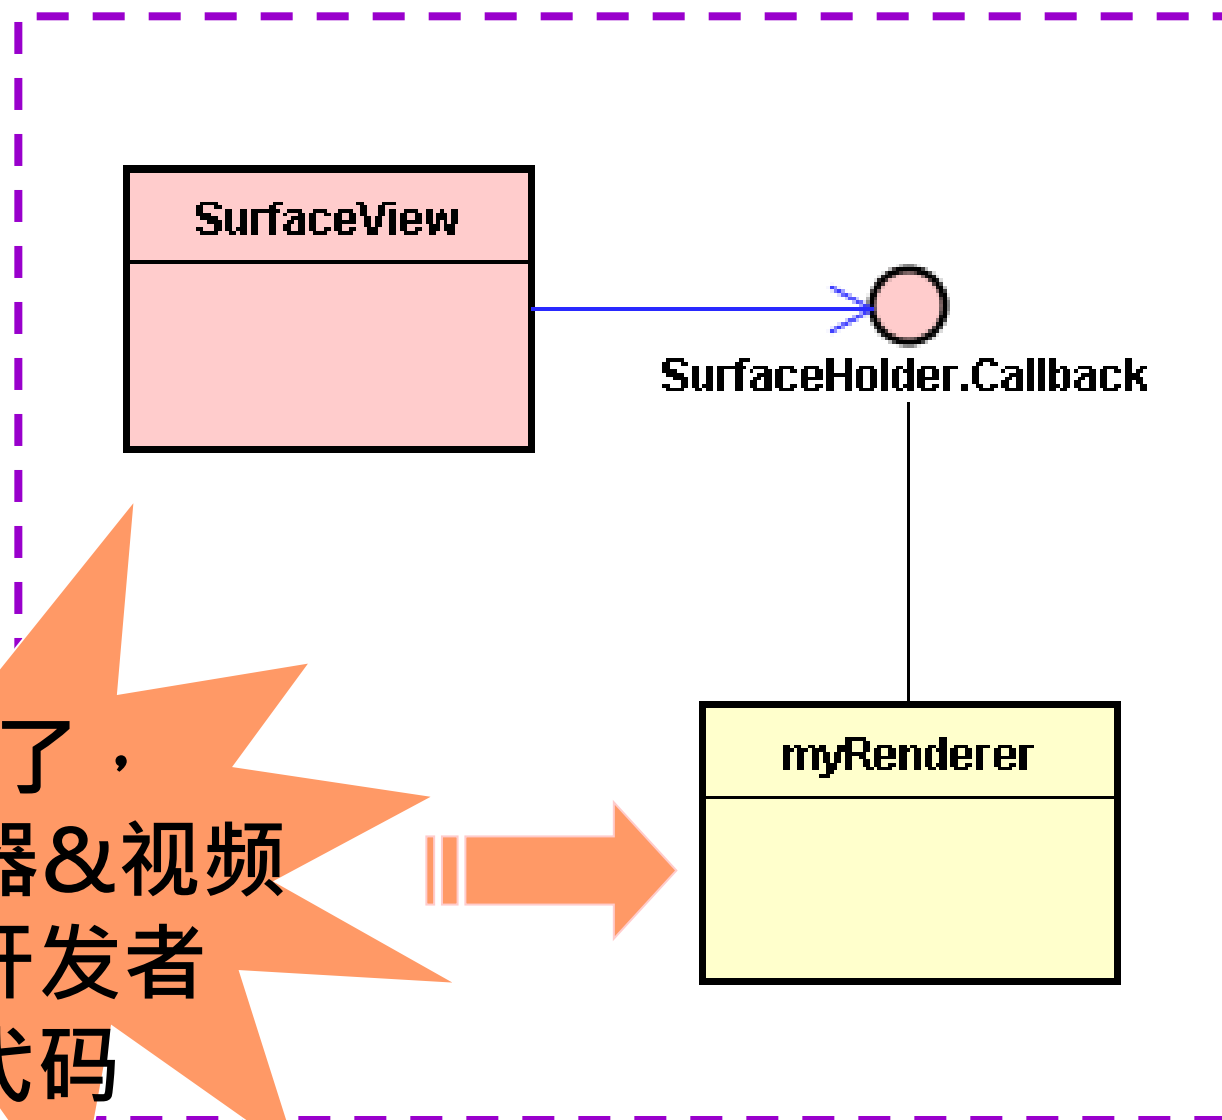 SurfaceView
SurfaceHolder.Callback
myRenderer
了，
器&视频
开发者
代码